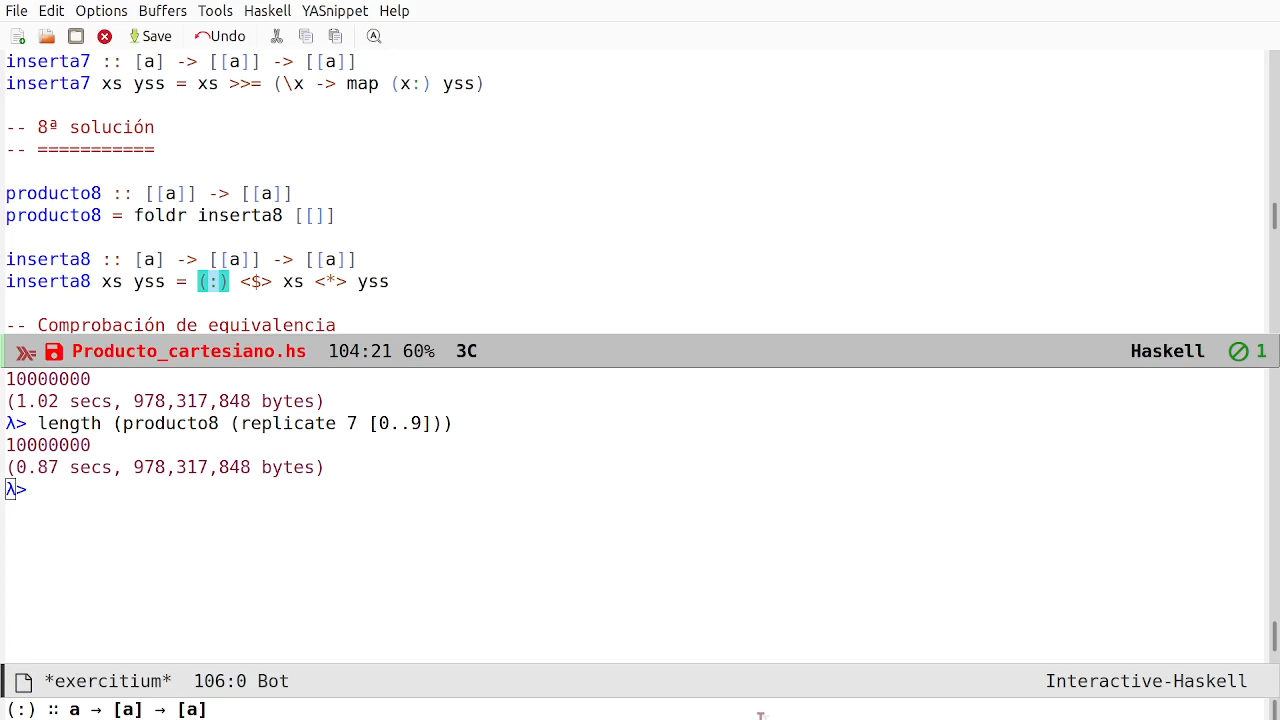 File Edit Options Buffers Tools Haskell YASnippet Help
Save Undo
inserta7 :: [a] -> [[a]] -> [[a]]
inserta7 xs yss = xs >>= (\x -> map (x:) yss)
-- 8ª solución
-- ===========
producto8 :: [[a]] -> [[a]]
producto8 = foldr inserta8 [[]]
inserta8 :: [a] -> [[a]] -> [[a]]
inserta8 xs yss = (:) <$> xs <*> yss
-- Comprobación de equivalencia
Producto_cartesiano.hs 104:21 60% 3C Haskell 1
10000000
(1.02 secs, 978,317,848 bytes)
λ> length (producto8 (replicate 7 [0..9]))
10000000
(0.87 secs, 978,317,848 bytes)
λ>
*exercitium* 106:0 Bot Interactive-Haskell
(:) ∷ a → [a] → [a]